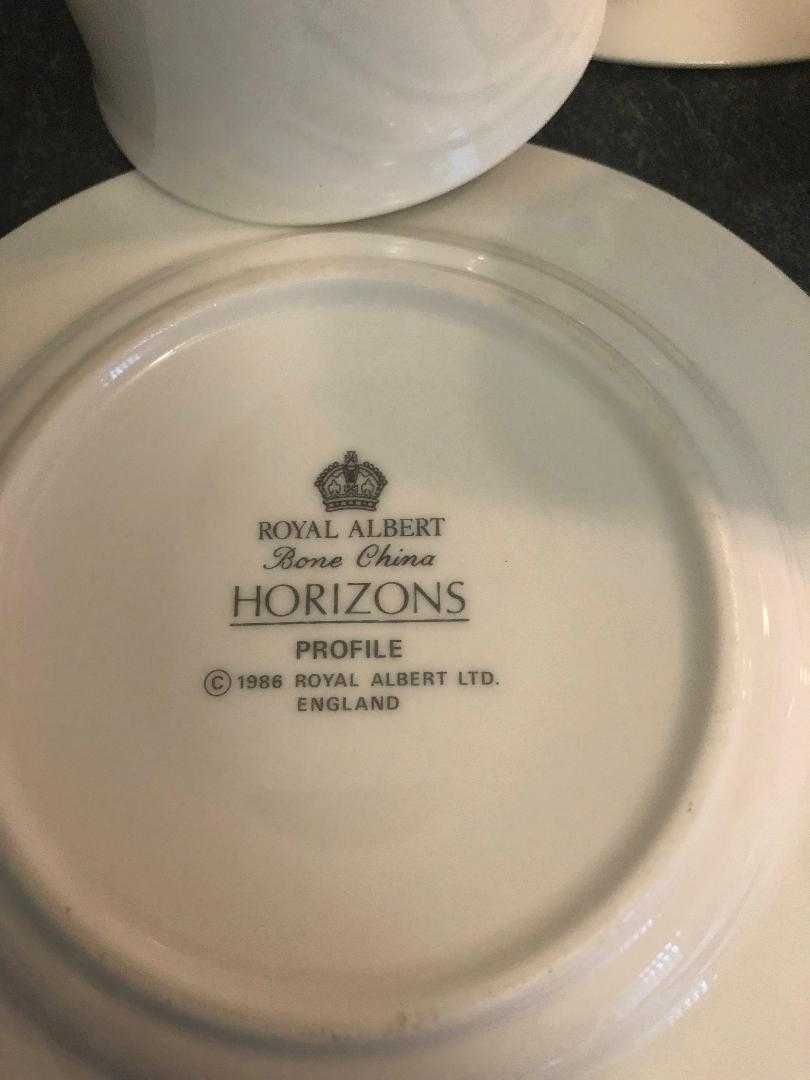 ROYAL ALBERT
Bone China
HORIZONS
PROFILE
© 1986 ROYAL ALBERT LTD.
ENGLAND